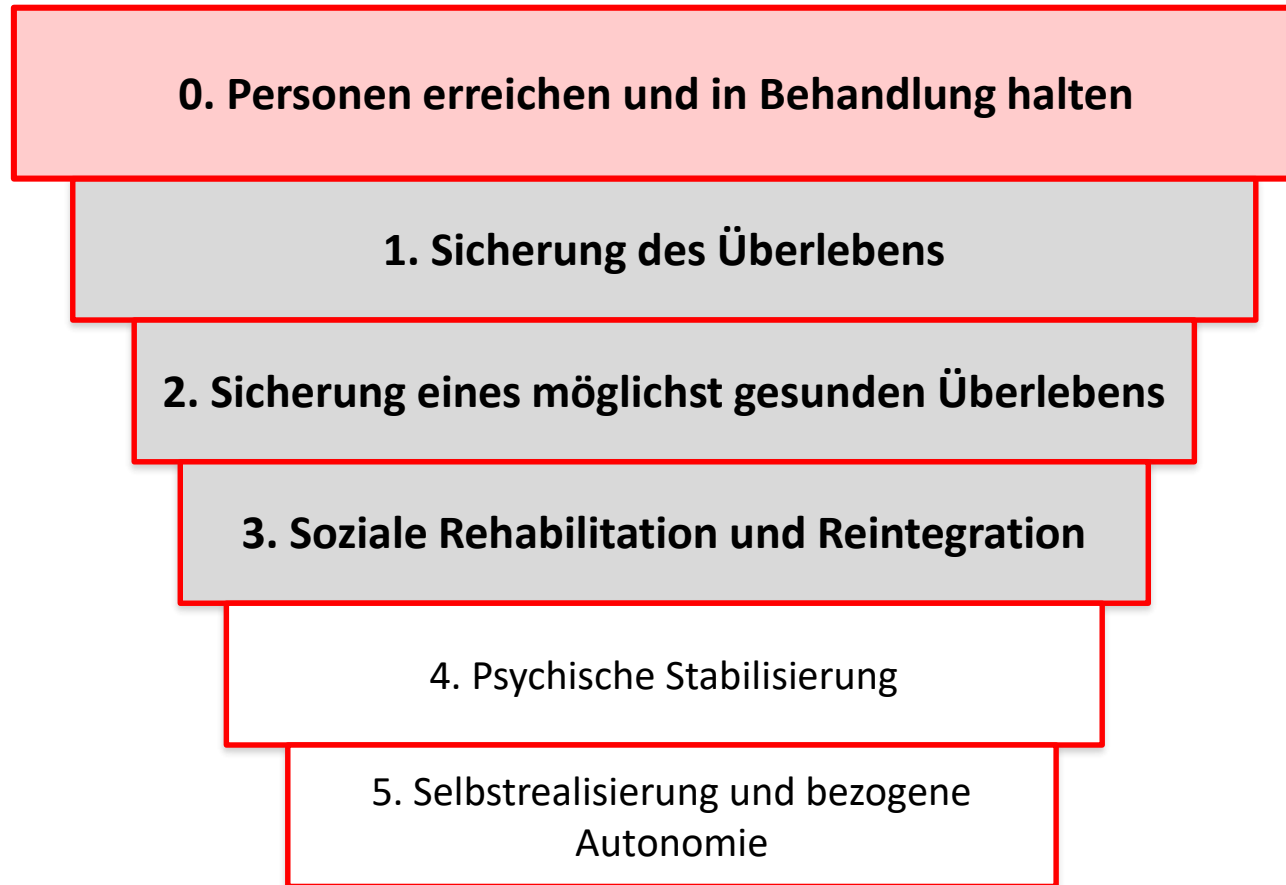 0. Personen erreichen und in Behandlung halten
1. Sicherung des Überlebens
2. Sicherung eines möglichst gesunden Überlebens
3. Soziale Rehabilitation und Reintegration
4. Psychische Stabilisierung
5. Selbstrealisierung und bezogene
Autonomie